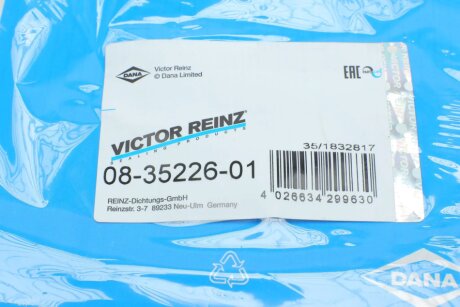 DANA
Victor Reinz
© Dana Limited
EAC
VICTOR REINZ®
SEALING PRODUCTS
35/1832817
08-35226-01
4 026634 299630
REINZ-Dichtungs-GmbH
Reinzstr. 3-7 89233 Neu-Ulm Germany
DANA
DANA